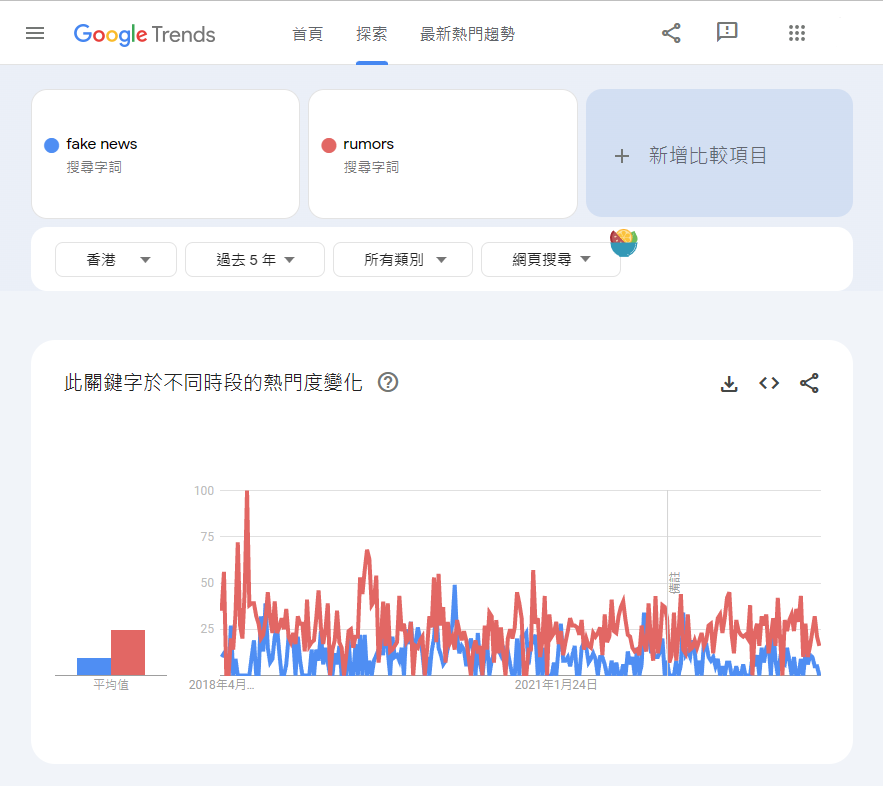 Google Trends
首頁
探索
最新熱門趨勢
fake news
搜尋字詞
rumors
搜尋字詞
+ 新增比較項目
香港
過去 5 年
所有類別
網頁搜尋
此關鍵字於不同時段的熱門度變化
100
75
50
25
備註
平均值
2018年4月…
2021年1月24日